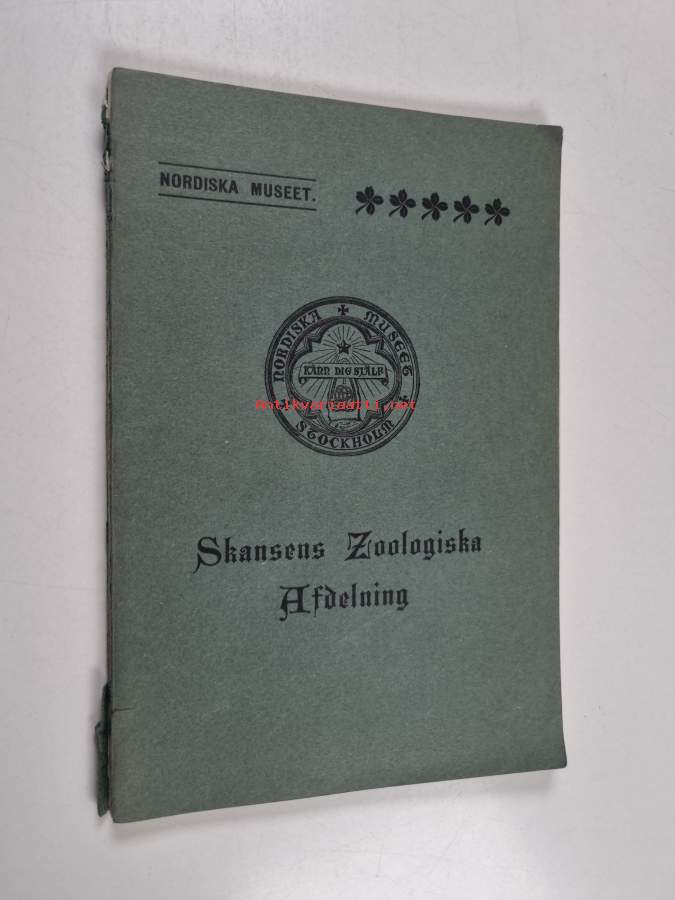 NORDISKA MUSEET.
NORDISKA MUSEET
KÄNN DIG SJÄLF
antikvariaatti.net
STOCKHOLM
Skansens Zoologiska
Afdelning